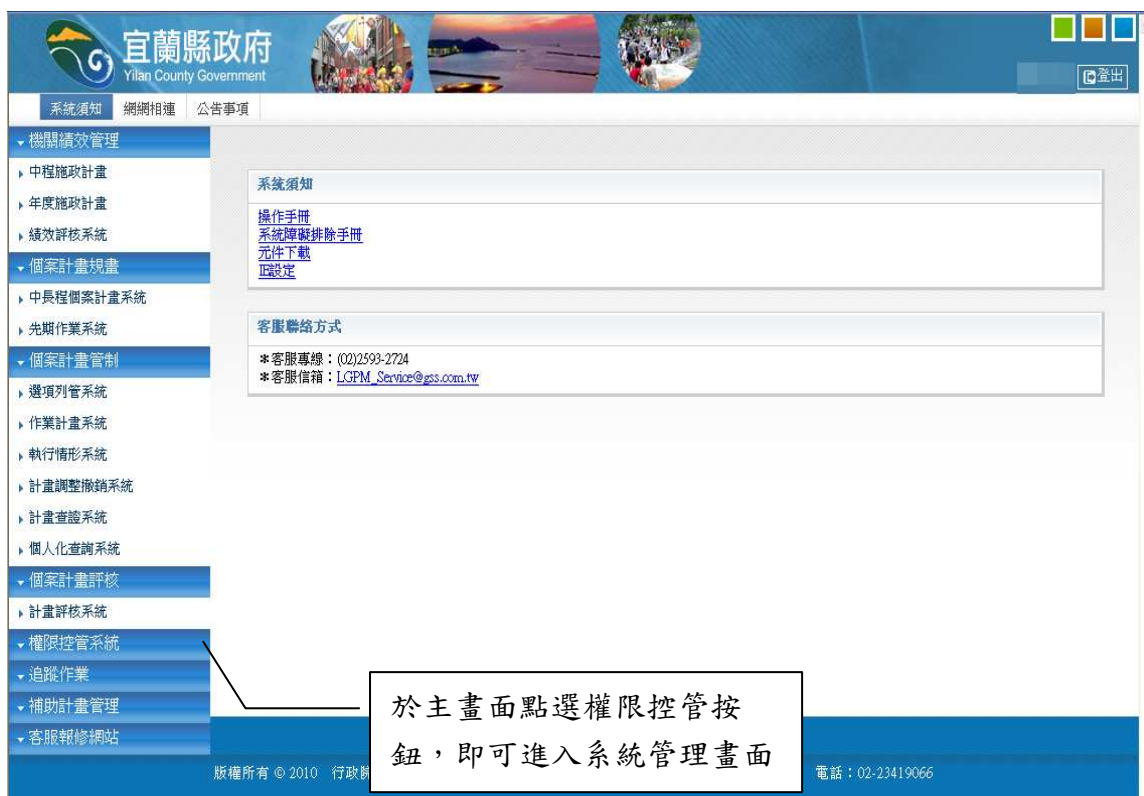 宜蘭縣政府
Yilan County Government
登出
系統須知 網網相連 公告事項
機關績效管理
中程施政計畫
年度施政計畫
績效評核系統
個案計畫規畫
中長程個案計畫系統
先期作業系統
個案計畫管制
選項列管系統
作業計畫系統
執行情形系統
計畫調整撤銷系統
計畫查證系統
個人化查詢系統
個案計畫評核
計畫評核系統
權限控管系統
追蹤作業
補助計畫管理
客服報修網站
系統須知
操作手冊
系統障礙排除手冊
元件下載
IE設定
客服聯絡方式
*客服專線：(02)2593-2724
*客服信箱：LGPM_Service@gss.com.tw
於主畫面點選權限控管按
鈕，即可進入系統管理畫面
版權所有 © 2010 行政院
電話：02-23419066